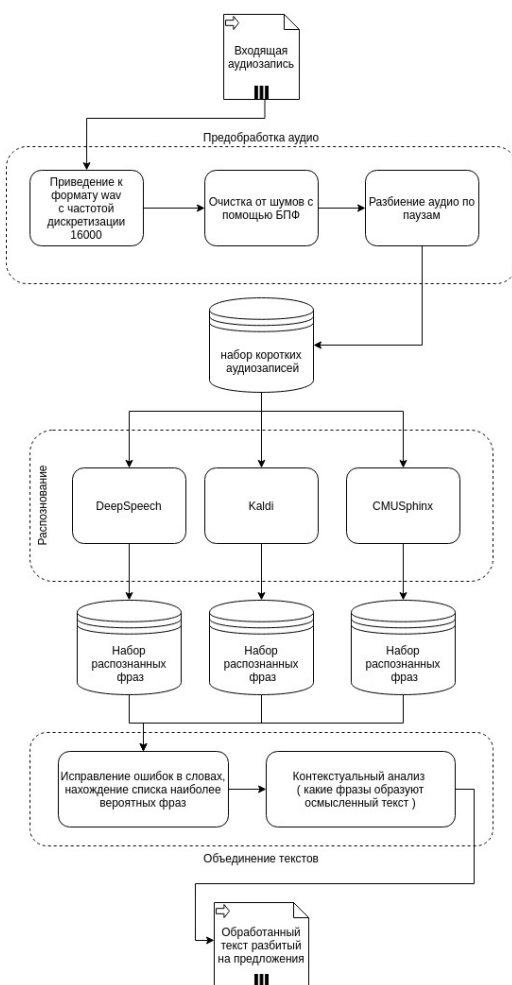 Входящая
аудиозапись
Предобработка аудио
Приведение к
формату wav
с частотой
дискретизации
16000
Очистка от шумов с
помощью БПФ
Разбиение аудио по
паузам
набор коротких
аудиозаписей
Распознование
DeepSpeech
Kaldi
CMUSphinx
Набор
распознанных
фраз
Набор
распознанных
фраз
Набор
распознанных
фраз
Исправление ошибок в словах,
нахождение списка наиболее
вероятных фраз
Контекстуальный анализ
( какие фразы образуют
осмысленный текст )
Объединение текстов
Обработанный
текст разбитый
на предложения